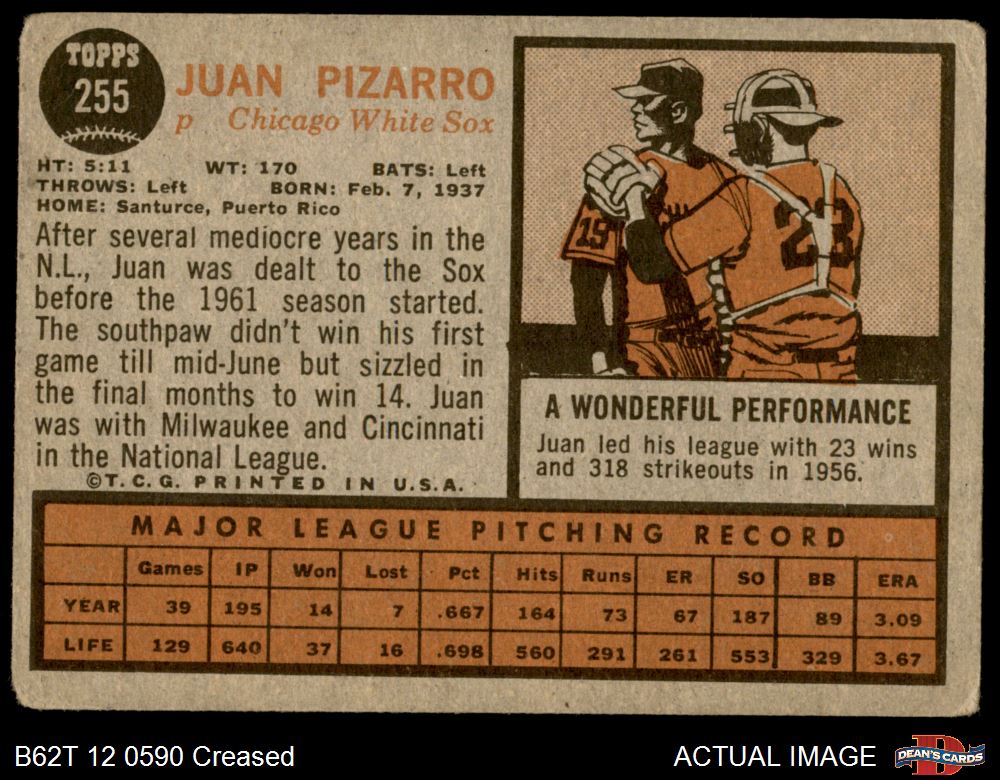 TOPPS
255
JUAN PIZARRO
p Chicago White Sox
HT: 5:11 WT: 170 BATS: Left
THROWS: Left BORN: Feb. 7, 1937
HOME: Santurce, Puerto Rico
After several mediocre years in the
N.L., Juan was dealt to the Sox
before the 1961 season started.
The southpaw didn't win his first
game till mid-June but sizzled in
the final months to win 14. Juan
was with Milwaukee and Cincinnati
in the National League.
©T.C.G. PRINTED IN U.S.A.
19
23
A WONDERFUL PERFORMANCE
Juan led his league with 23 wins
and 318 strikeouts in 1956.
MAJOR LEAGUE PITCHING RECORD
Games IP Won Lost Pct Hits Runs ER SO BB ERA
YEAR 39 195 14 7 .667 164 73 67 187 89 3.09
LIFE 129 640 37 16 .698 560 291 261 553 329 3.67
B62T 12 0590 Creased
ACTUAL IMAGE
DEAN'S CARDS